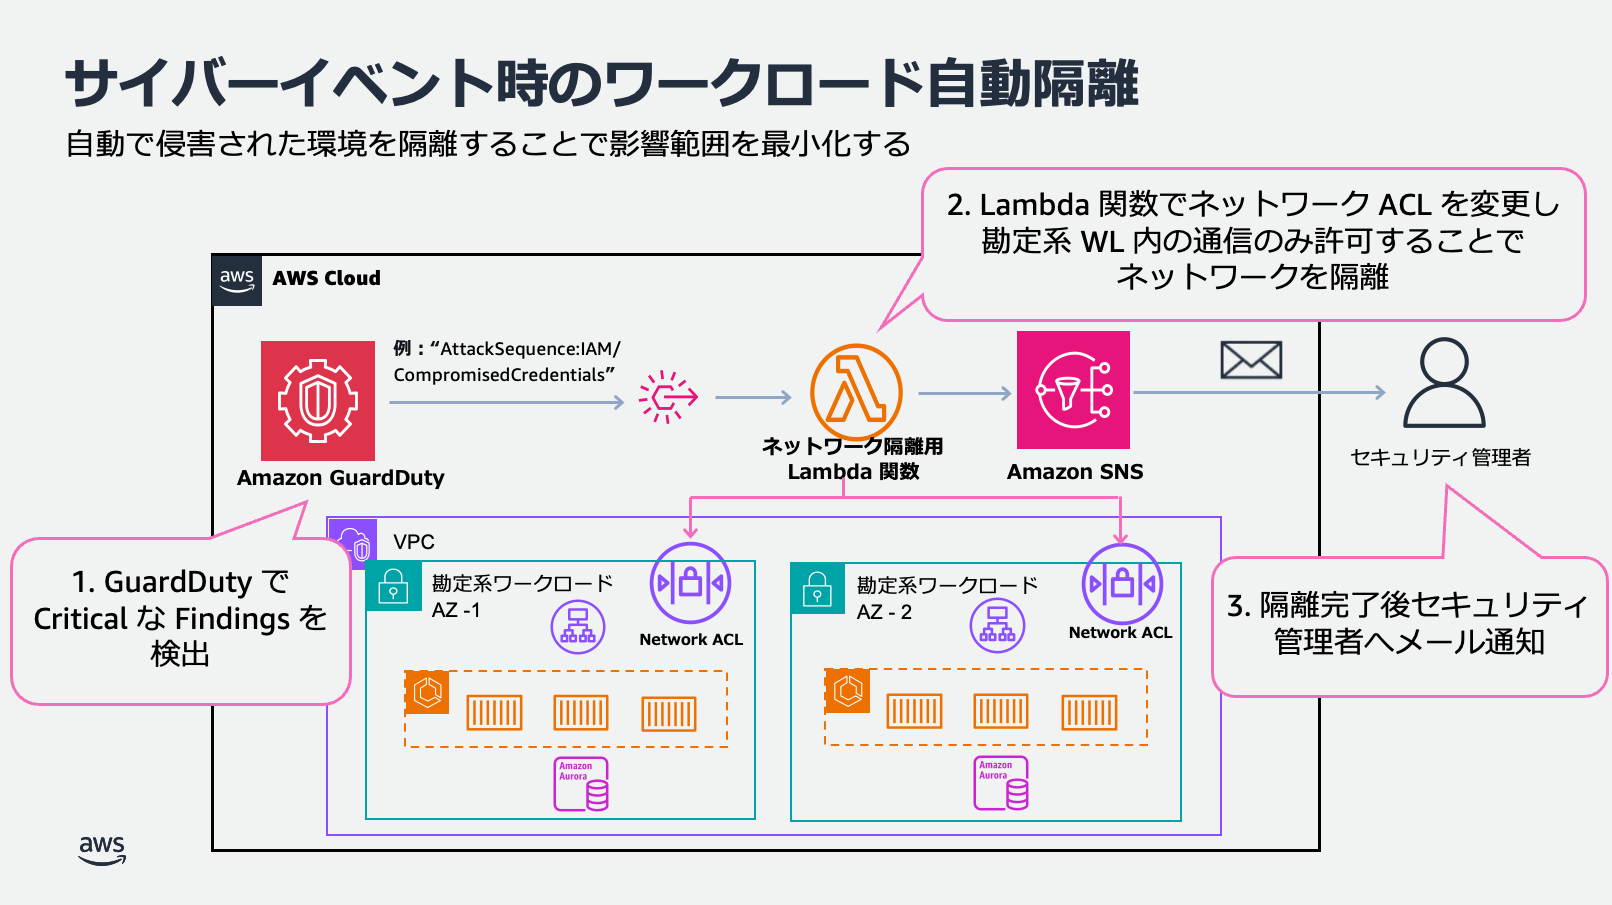 サイバーイベント時のワークロード自動隔離
自動で侵害された環境を隔離することで影響範囲を最小化する
2. Lambda 関数でネットワーク ACL を変更し
勘定系 WL 内の通信のみ許可することで
ネットワークを隔離
aws
AWS Cloud
例：“AttackSequence:IAM/
CompromisedCredentials”
Amazon GuardDuty
ネットワーク隔離用
Lambda 関数
Amazon SNS
セキュリティ管理者
1. GuardDuty で
Critical な Findings を
検出
VPC
勘定系ワークロード
AZ -1
Network ACL
Amazon
Aurora
勘定系ワークロード
AZ - 2
Network ACL
Amazon
Aurora
3. 隔離完了後セキュリティ
管理者へメール通知
aws